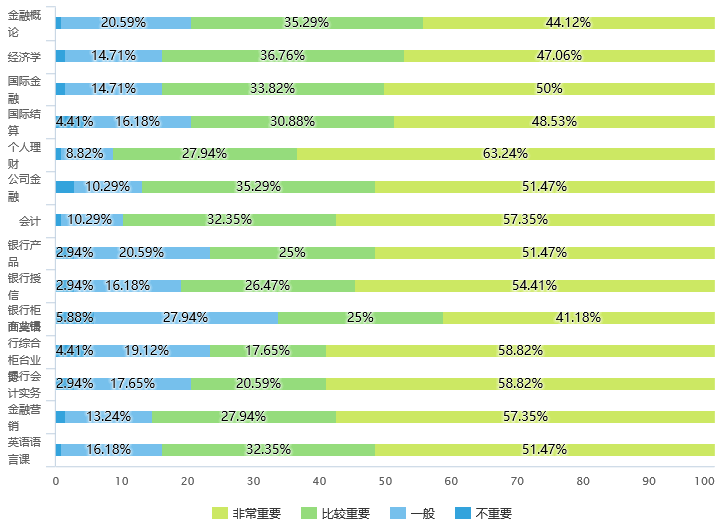 金融概
论
20.59% 35.29% 44.12%
经济学 14.71% 36.76% 47.06%
国际金
融
14.71% 33.82% 50%
国际结
算
4.41% 16.18% 30.88% 48.53%
个人理
财
8.82% 27.94% 63.24%
公司金
融
10.29% 35.29% 51.47%
会计 10.29% 32.35% 57.35%
银行产
品
2.94% 20.59% 25% 51.47%
银行授
信
2.94% 16.18% 26.47% 54.41%
银行柜
5.88% 27.94% 25% 41.18%
行综合
柜台业
4.41% 19.12% 17.65% 58.82%
行会
计实务
2.94% 17.65% 20.59% 58.82%
金融营
销
13.24% 27.94% 57.35%
英语语
言课
16.18% 32.35% 51.47%
0 10 20 30 40 50 60 70 80 90 100
非常重要 比较重要 一般 不重要